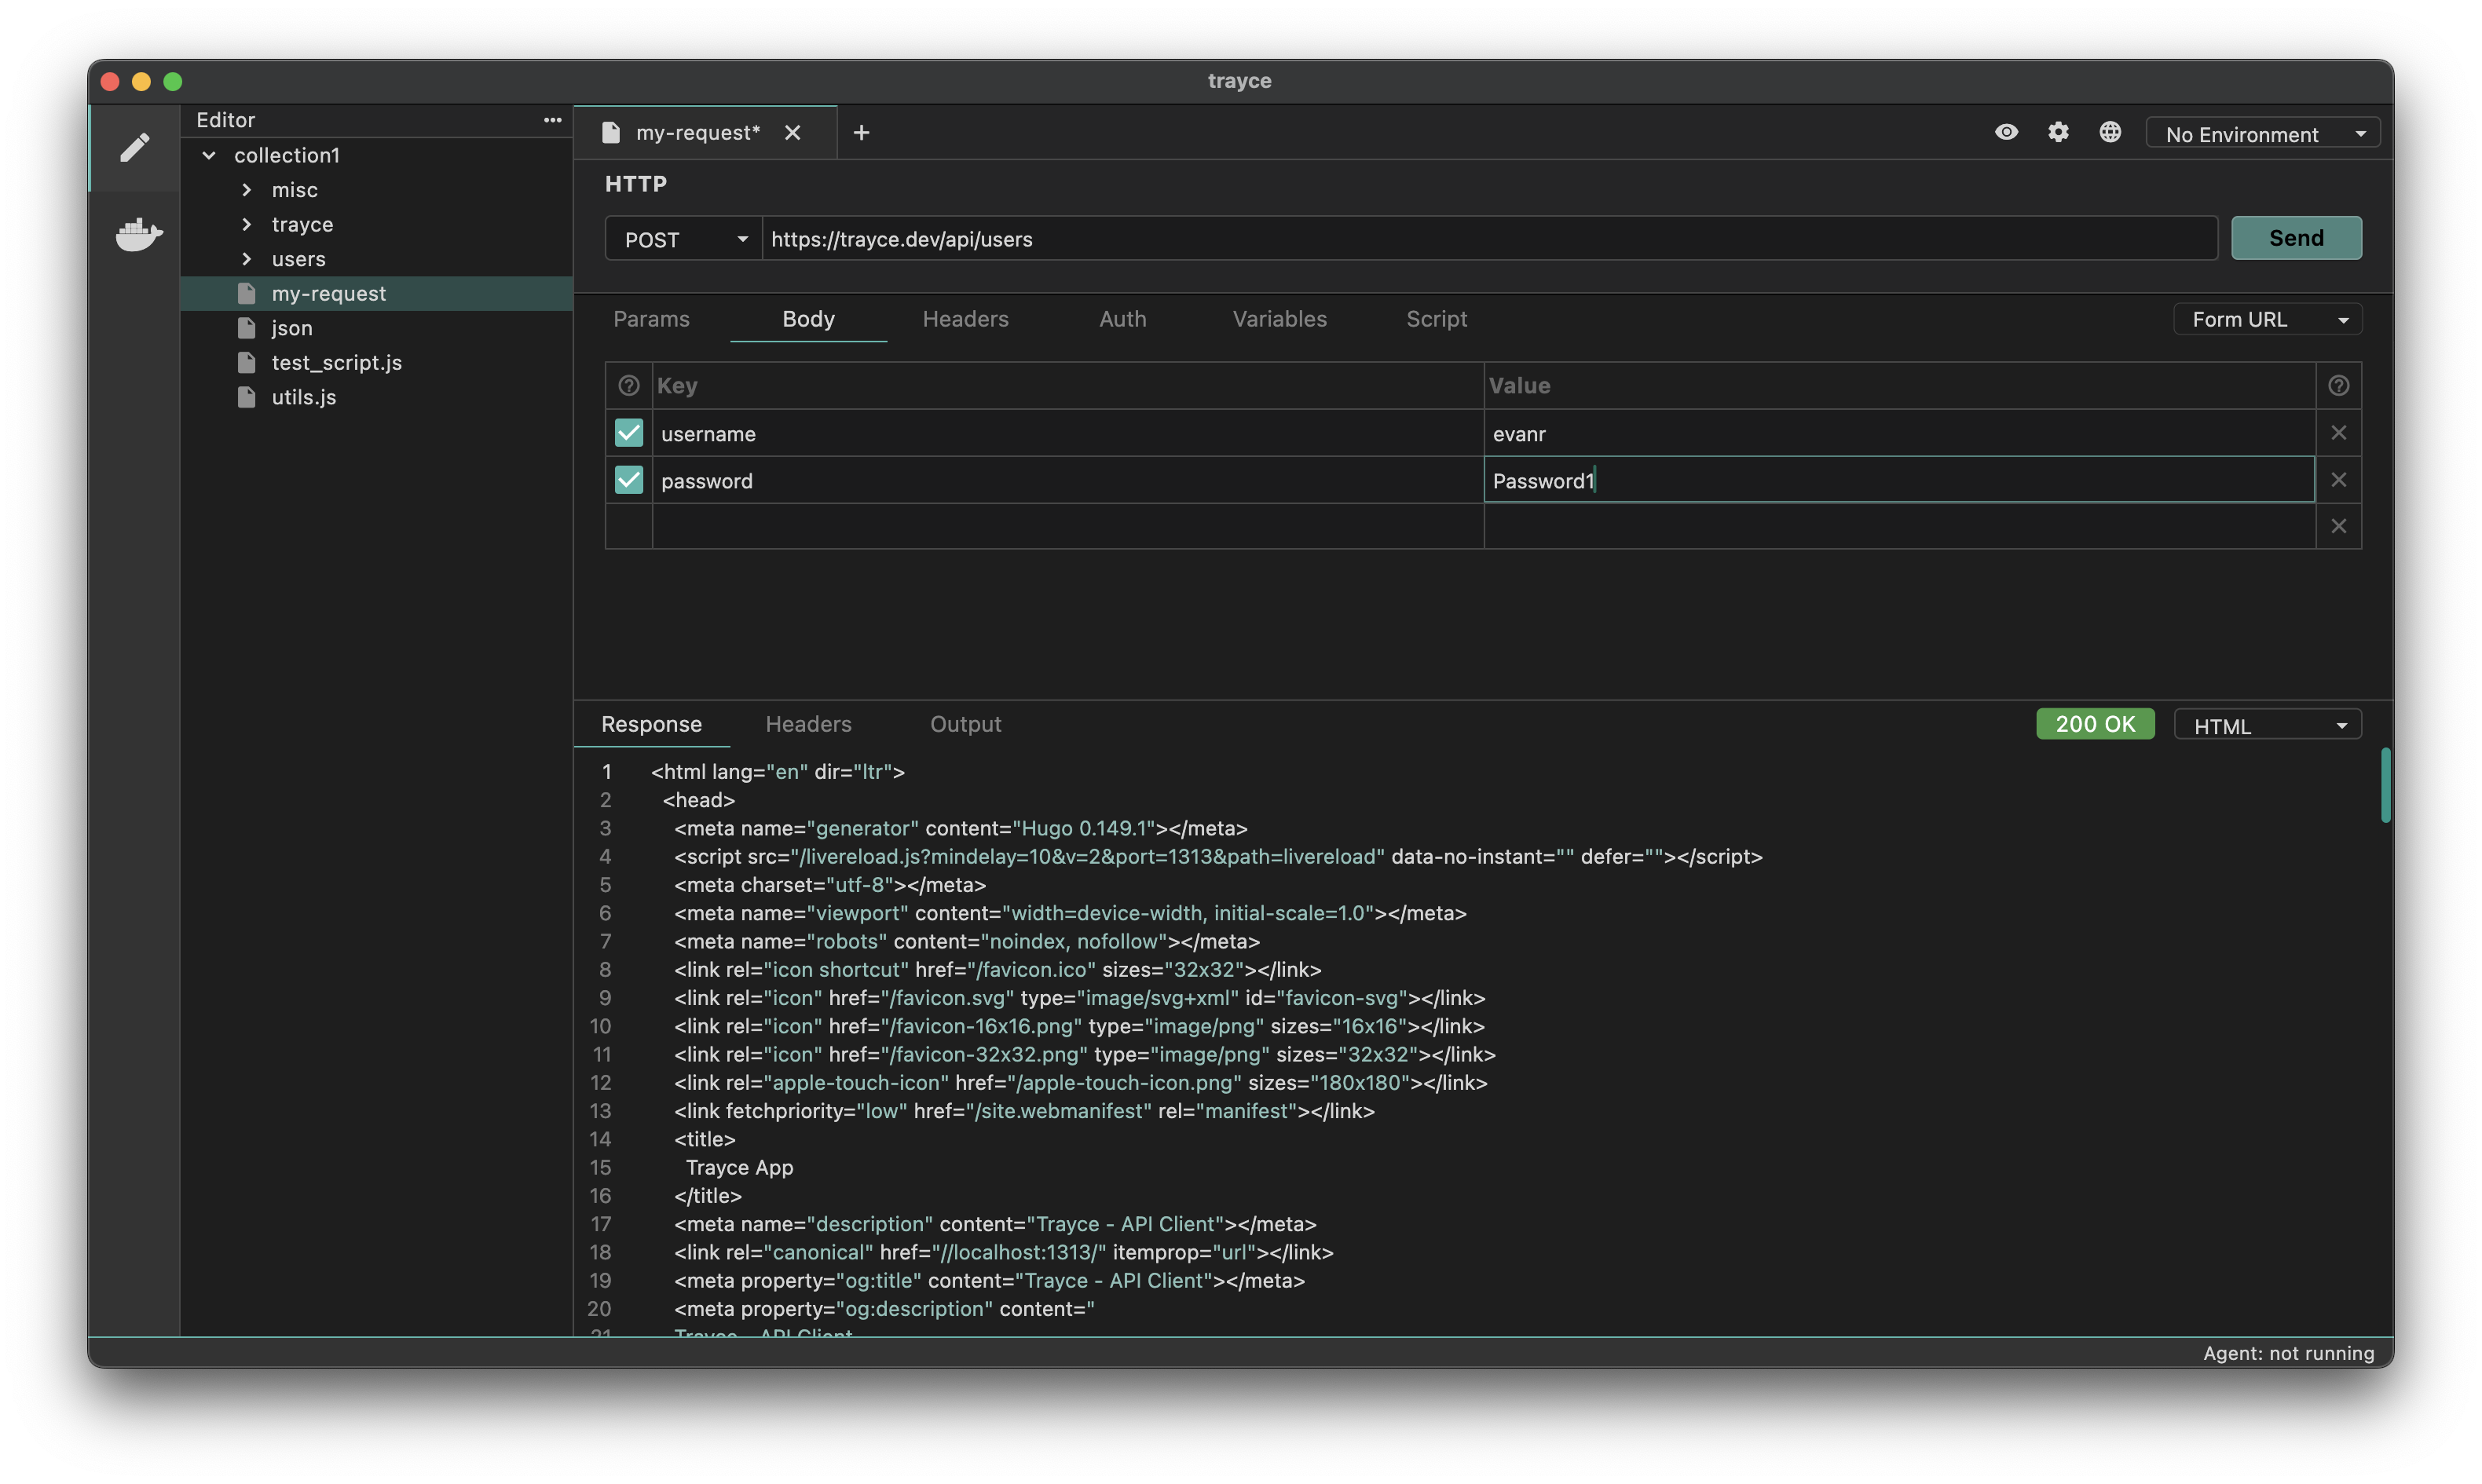 trayce
Editor
collection1
misc
trayce
users
my-request
json
test_script.js
utils.js
my-request*
No Environment
HTTP
POST https://trayce.dev/api/users Send
Params Body Headers Auth Variables Script Form URL
Key Value
username evanr
password Password1
Response Headers Output 200 OK HTML
1 <html lang="en" dir="ltr">
2 <head>
3 <meta name="generator" content="Hugo 0.149.1"></meta>
4 <script src="/livereload.js?mindelay=10&v=2&port=1313&path=livereload" data-no-instant="" defer=""></script>
5 <meta charset="utf-8"></meta>
6 <meta name="viewport" content="width=device-width, initial-scale=1.0"></meta>
7 <meta name="robots" content="noindex, nofollow"></meta>
8 <link rel="icon shortcut" href="/favicon.ico" sizes="32x32"></link>
9 <link rel="icon" href="/favicon.svg" type="image/svg+xml" id="favicon-svg"></link>
10 <link rel="icon" href="/favicon-16x16.png" type="image/png" sizes="16x16"></link>
11 <link rel="icon" href="/favicon-32x32.png" type="image/png" sizes="32x32"></link>
12 <link rel="apple-touch-icon" href="/apple-touch-icon.png" sizes="180x180"></link>
13 <link fetchpriority="low" href="/site.webmanifest" rel="manifest"></link>
14 <title>
15 Trayce App
16 </title>
17 <meta name="description" content="Trayce - API Client"></meta>
18 <link rel="canonical" href="//localhost:1313/" itemprop="url"></link>
19 <meta property="og:title" content="Trayce - API Client"></meta>
20 <meta property="og:description" content="
21 Trayce - API Client
Agent: not running